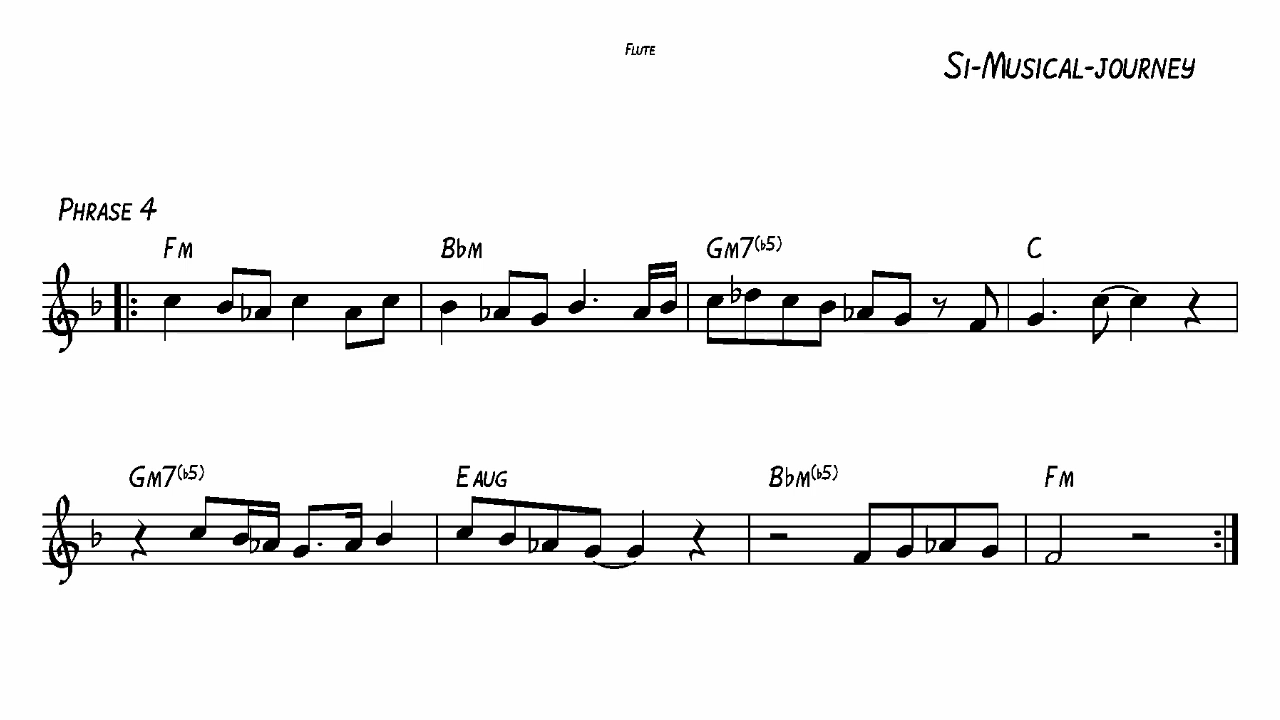 Flute
Si-Musical-journey
Phrase 4
Fm Bbm Gm7(b5) C
Gm7(b5) E aug Bbm(b5) Fm